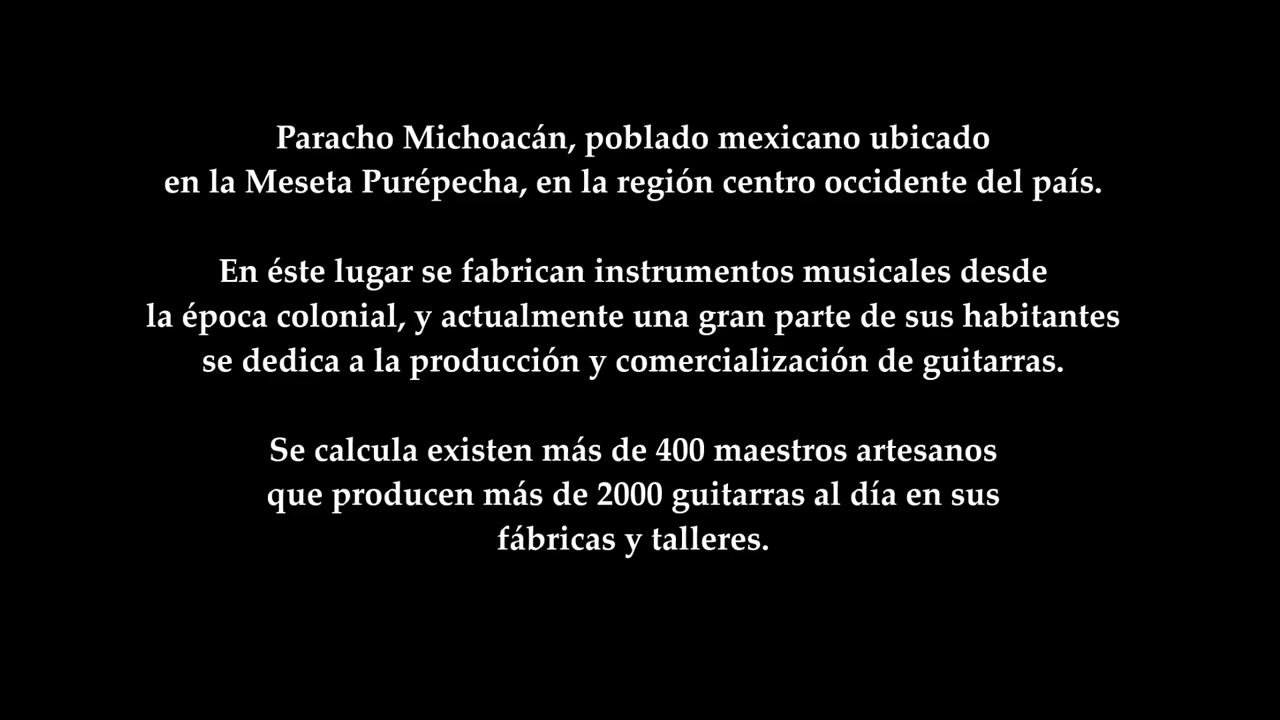 Paracho Michoacán, poblado mexicano ubicado
en la Meseta Purépecha, en la región centro occidente del país.
En éste lugar se fabrican instrumentos musicales desde
la época colonial, y actualmente una gran parte de sus habitantes
se dedica a la producción y comercialización de guitarras.
Se calcula existen más de 400 maestros artesanos
que producen más de 2000 guitarras al día en sus
fábricas y talleres.